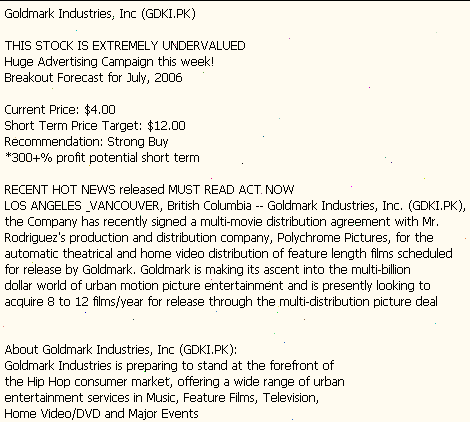 Goldmark Industries, Inc (GDKI.PK)
THIS STOCK IS EXTREMELY UNDERVALUED
Huge Advertising Campaign this week!
Breakout Forecast for July, 2006
Current Price: $4.00
Short Term Price Target: $12.00
Recommendation: Strong Buy
*300+% profit potential short term
RECENT HOT NEWS released MUST READ ACT NOW
LOS ANGELES _VANCOUVER, British Columbia -- Goldmark Industries, Inc. (GDKI.PK),
the Company has recently signed a multi-movie distribution agreement with Mr.
Rodriguez's production and distribution company, Polychrome Pictures, for the
automatic theatrical and home video distribution of feature length films scheduled
for release by Goldmark. Goldmark is making its ascent into the multi-billion
dollar world of urban motion picture entertainment and is presently looking to
acquire 8 to 12 films/year for release through the multi-distribution picture deal
About Goldmark Industries, Inc (GDKI.PK):
Goldmark Industries is preparing to stand at the forefront of
the Hip Hop consumer market, offering a wide range of urban
entertainment services in Music, Feature Films, Television,
Home Video/DVD and Major Events